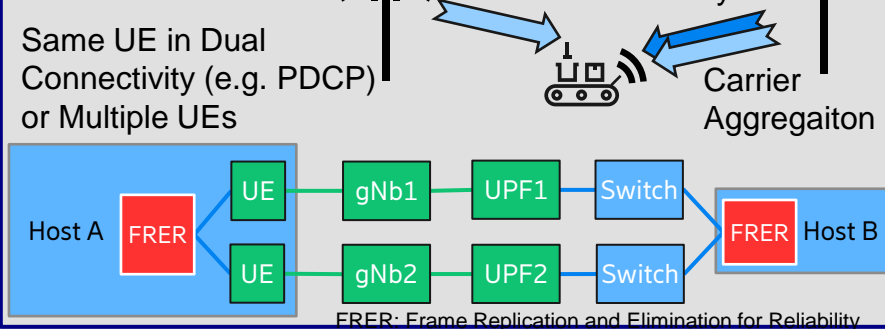 Same UE in Dual
Connectivity (e.g. PDCP)
or Multiple UEs
Carrier
Aggregaiton
UE gNb1 UPF1 Switch
Host A FRER FRER Host B
UE gNb2 UPF2 Switch
FRER: Frame Replication and Elimination for Reliability